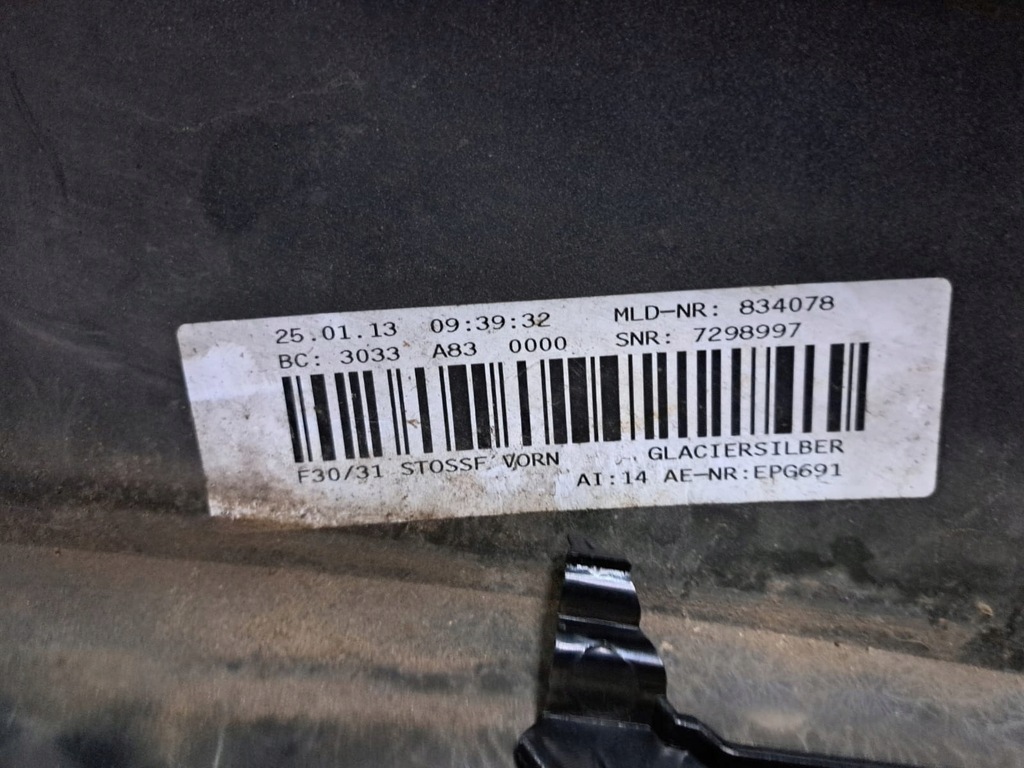 25.01.13 09:39:32 MLD-NR: 834078
BC: 3033 A83 0000 SNR: 7298997
F30/31 STOSSF VORN GLACIERSILBER
AI:14 AE-NR:EPG691